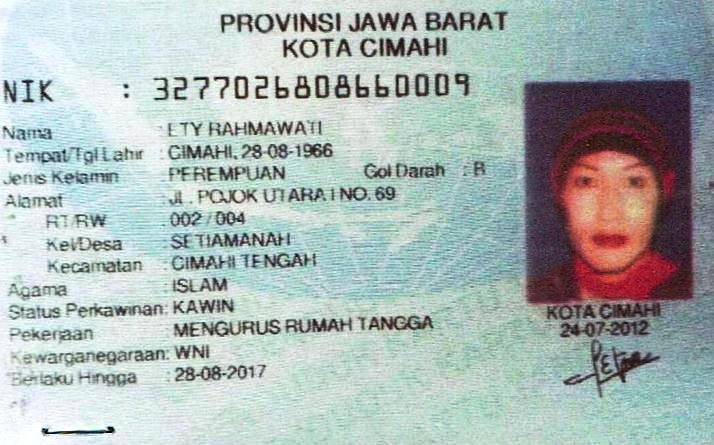 PROVINSI JAWA BARAT
KOTA CIMAHI
NIK : 3277026808660009
Nama : ETY RAHMAWATI
Tempat/Tgl Lahir : CIMAHI, 28-08-1966
Jenis Kelamin : PEREMPUAN Gol Darah : B
Alamat : JL. POJOK UTARA I NO. 69
RT/RW : 002 / 004
Kel/Desa : SETIAMANAH
Kecamatan : CIMAHI TENGAH
Agama : ISLAM
Status Perkawinan: KAWIN
Pekerjaan : MENGURUS RUMAH TANGGA
Kewarganegaraan: WNI
Berlaku Hingga : 28-08-2017
KOTA CIMAHI
24-07-2012